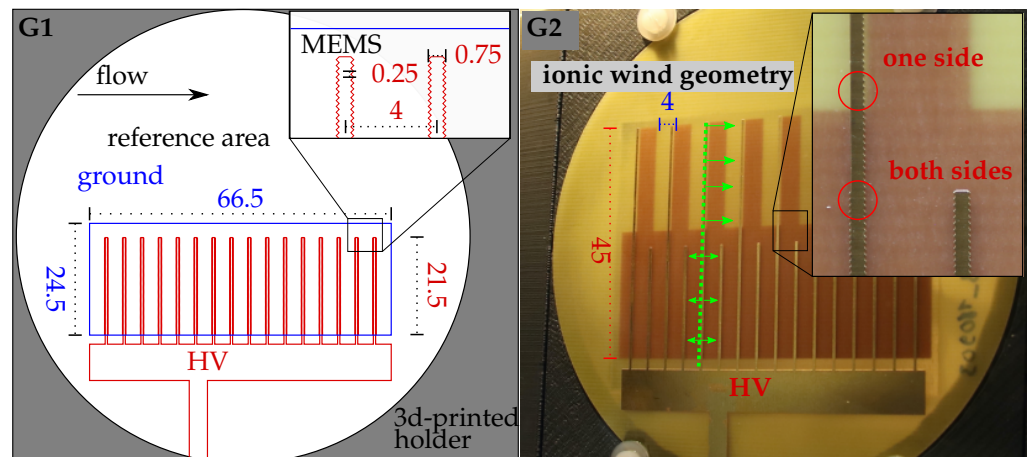 G1
MEMS
0.75
0.25
4
flow
reference area
ground
66.5
24.5
21.5
HV
3d-printed
holder
G2
ionic wind geometry
4
45
one side
both sides
HV